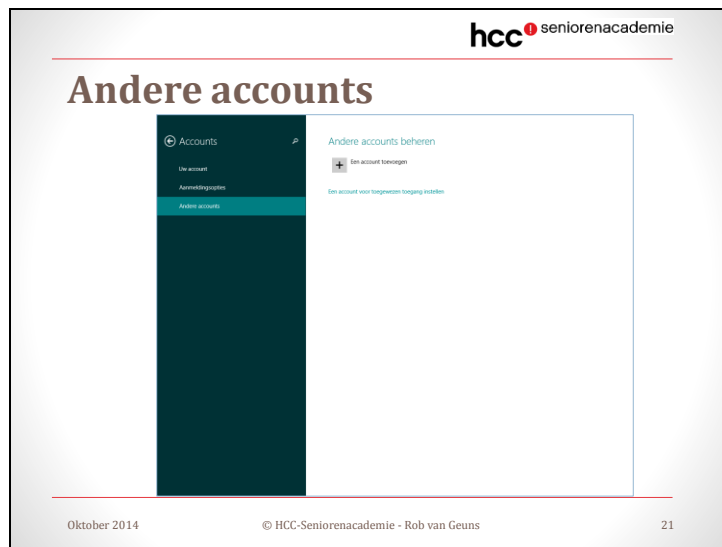 hcc! seniorenacademie
Andere accounts
Accounts
Uw account
Aanmeldingsopties
Andere accounts
Andere accounts beheren
Een account toevoegen
Een account voor toegewezen toegang instellen
Oktober 2014 © HCC-Seniorenacademie - Rob van Geuns 21